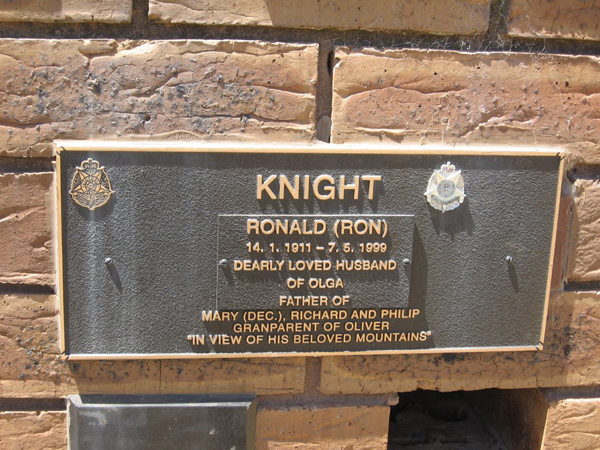 KNIGHT
RONALD (RON)
14. 1. 1911 – 7. 5. 1999
DEARLY LOVED HUSBAND
OF OLGA
FATHER OF
MARY (DEC.), RICHARD AND PHILIP
GRANPARENT OF OLIVER
"IN VIEW OF HIS BELOVED MOUNTAINS"